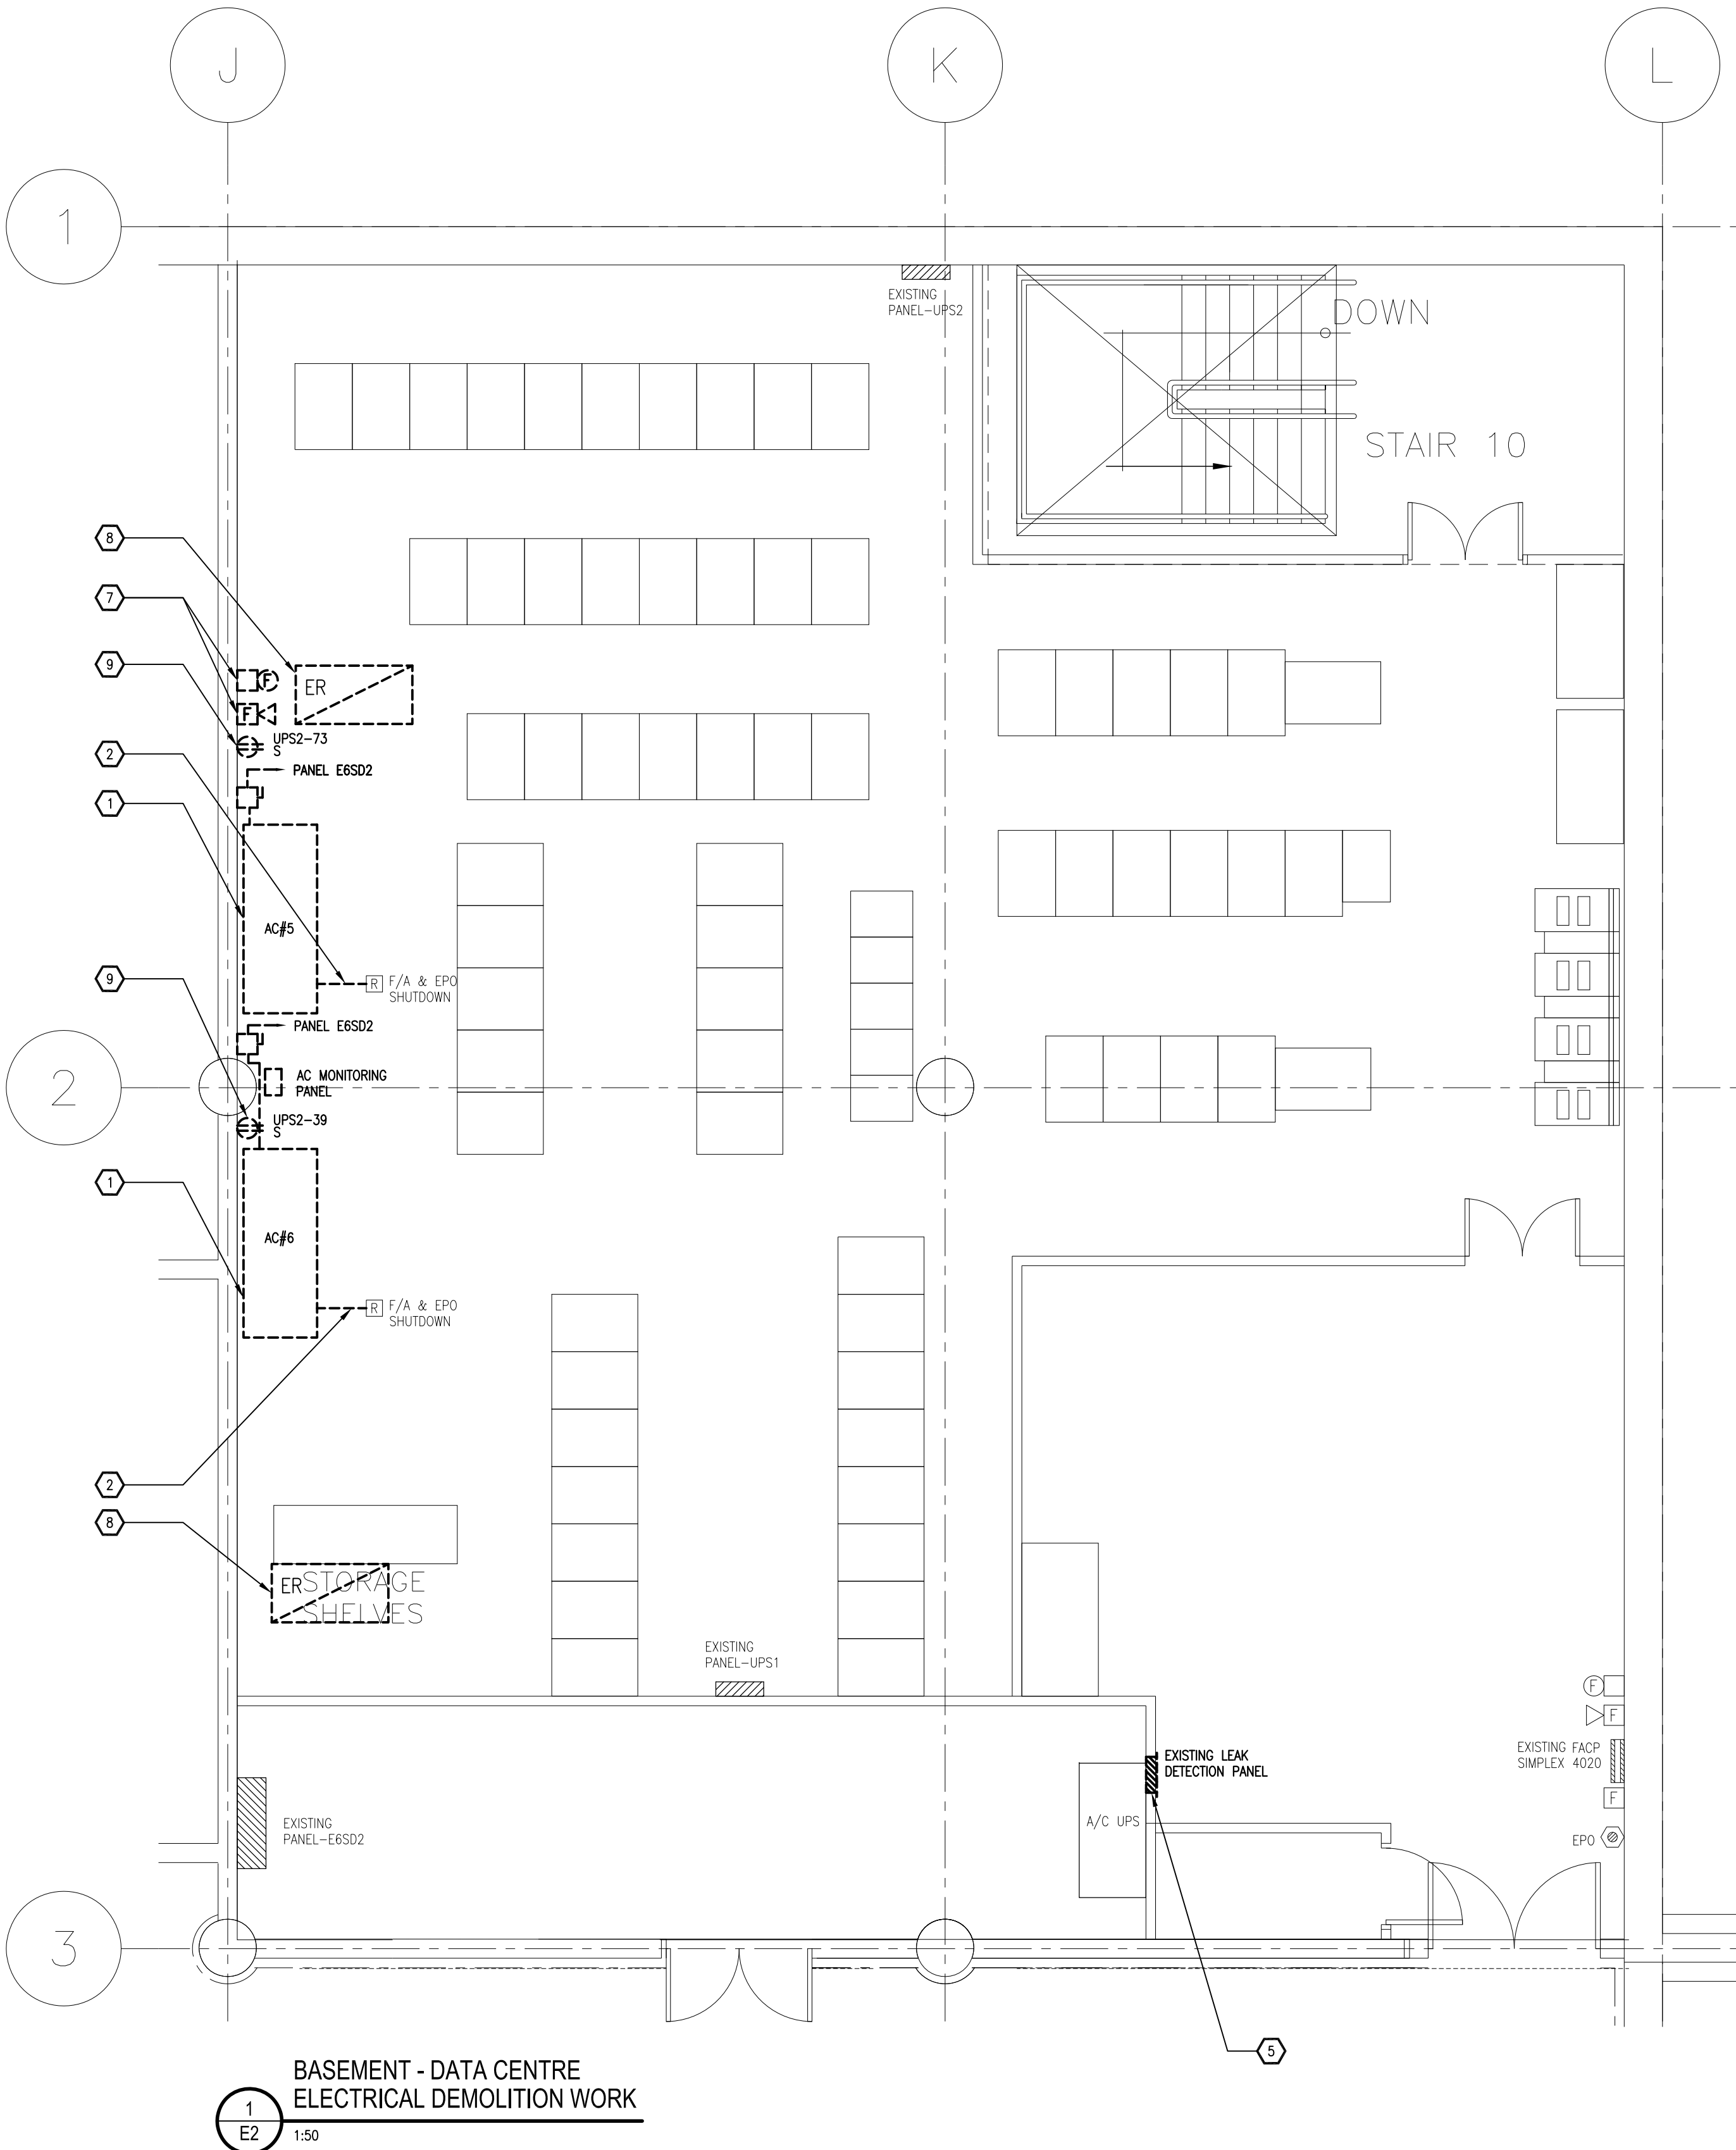 J
K
L
1
EXISTING
PANEL-UPS2
DOWN
STAIR 10
8
7
F
ER
9
F
UPS2-73
S
2
PANEL E6SD2
1
AC#5
9
R
F/A & EPO
SHUTDOWN
PANEL E6SD2
2
AC MONITORING
PANEL
UPS2-39
S
1
AC#6
R
F/A & EPO
SHUTDOWN
2
8
ER
STORAGE
SHELVES
EXISTING
PANEL-UPS1
F
F
EXISTING FACP
SIMPLEX 4020
F
EXISTING LEAK
DETECTION PANEL
A/C UPS
EXISTING
PANEL-E6SD2
EPO
3
5
BASEMENT - DATA CENTRE
ELECTRICAL DEMOLITION WORK
1
E2
1:50